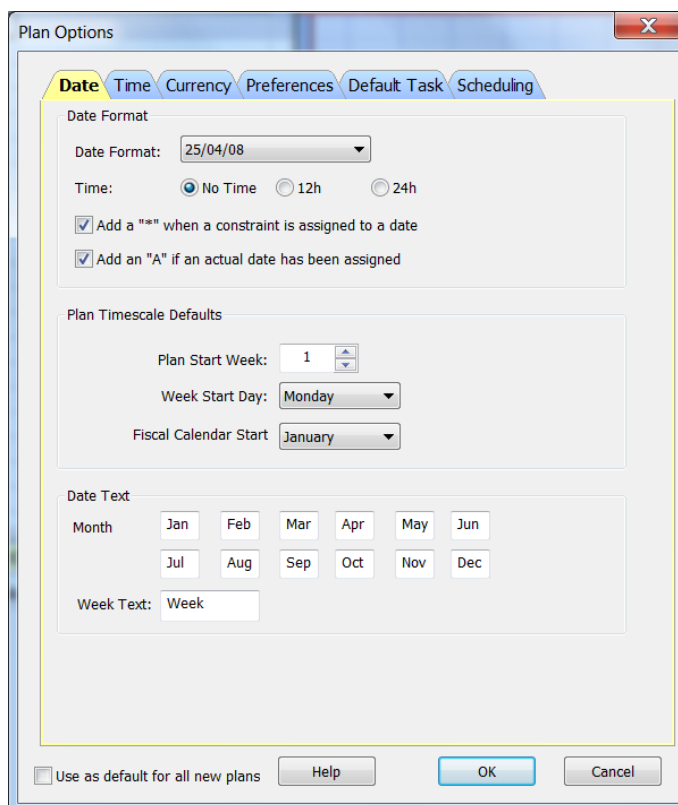 Plan Options
Date Time Currency Preferences Default Task Scheduling
Date Format
Date Format: 25/04/08
Time: No Time 12h 24h
Add a "*" when a constraint is assigned to a date
Add an "A" if an actual date has been assigned
Plan Timescale Defaults
Plan Start Week: 1
Week Start Day: Monday
Fiscal Calendar Start January
Date Text
Month Jan Feb Mar Apr May Jun
Jul Aug Sep Oct Nov Dec
Week Text: Week
Use as default for all new plans Help OK Cancel